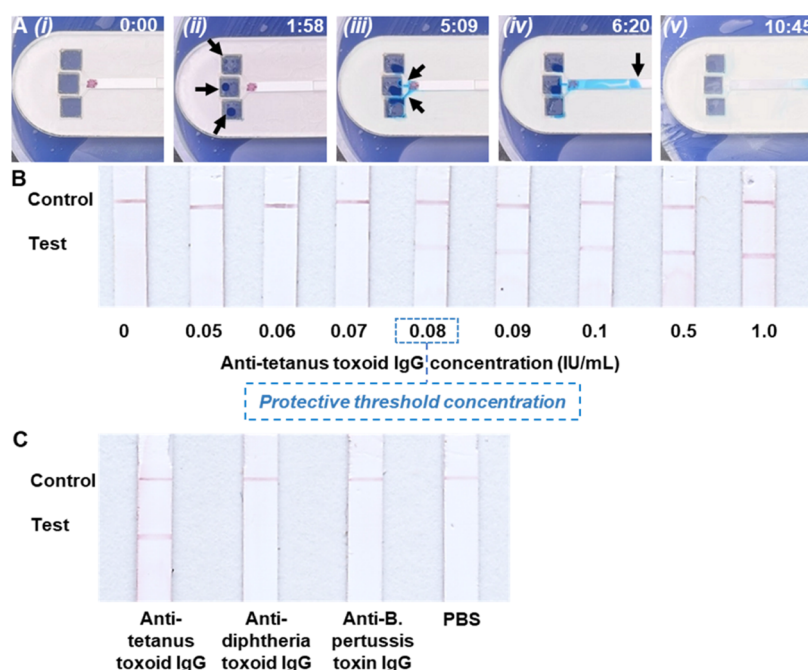 A (i) 0:00 (ii) 1:58 (iii) 5:09 (iv) 6:20 (v) 10:45
B
Control
Test
0 0.05 0.06 0.07 0.08 0.09 0.1 0.5 1.0
Anti-tetanus toxoid IgG concentration (IU/mL)
Protective threshold concentration
C
Control
Test
Anti-
tetanus
toxoid IgG
Anti-
diphtheria
toxoid IgG
Anti-B.
pertussis
toxin IgG
PBS